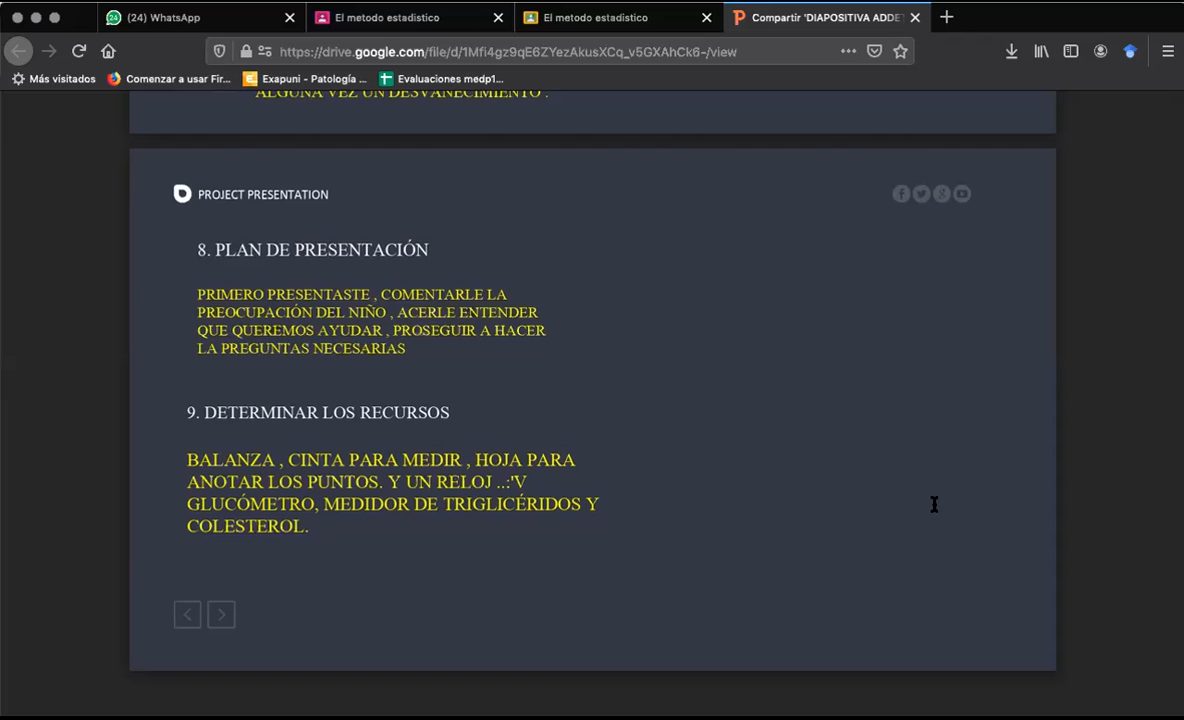 (24) WhatsApp
El metodo estadistico
El metodo estadistico
Compartir 'DIAPOSITIVA ADDE
https://drive.google.com/file/d/1Mfi4gz9qE6ZYezAkusXCq_v5GXAhCk6-/view
Más visitados
Comenzar a usar Fir...
Exapuni - Patología ...
Evaluaciones medp1...
ALGUNA VEZ UN DESVANECIMIENTO .
PROJECT PRESENTATION
8. PLAN DE PRESENTACIÓN
PRIMERO PRESENTASTE , COMENTARLE LA
PREOCUPACIÓN DEL NIÑO , ACERLE ENTENDER
QUE QUEREMOS AYUDAR , PROSEGUIR A HACER
LA PREGUNTAS NECESARIAS
9. DETERMINAR LOS RECURSOS
BALANZA , CINTA PARA MEDIR , HOJA PARA
ANOTAR LOS PUNTOS. Y UN RELOJ ..:'V
GLUCÓMETRO, MEDIDOR DE TRIGLICÉRIDOS Y
COLESTEROL.